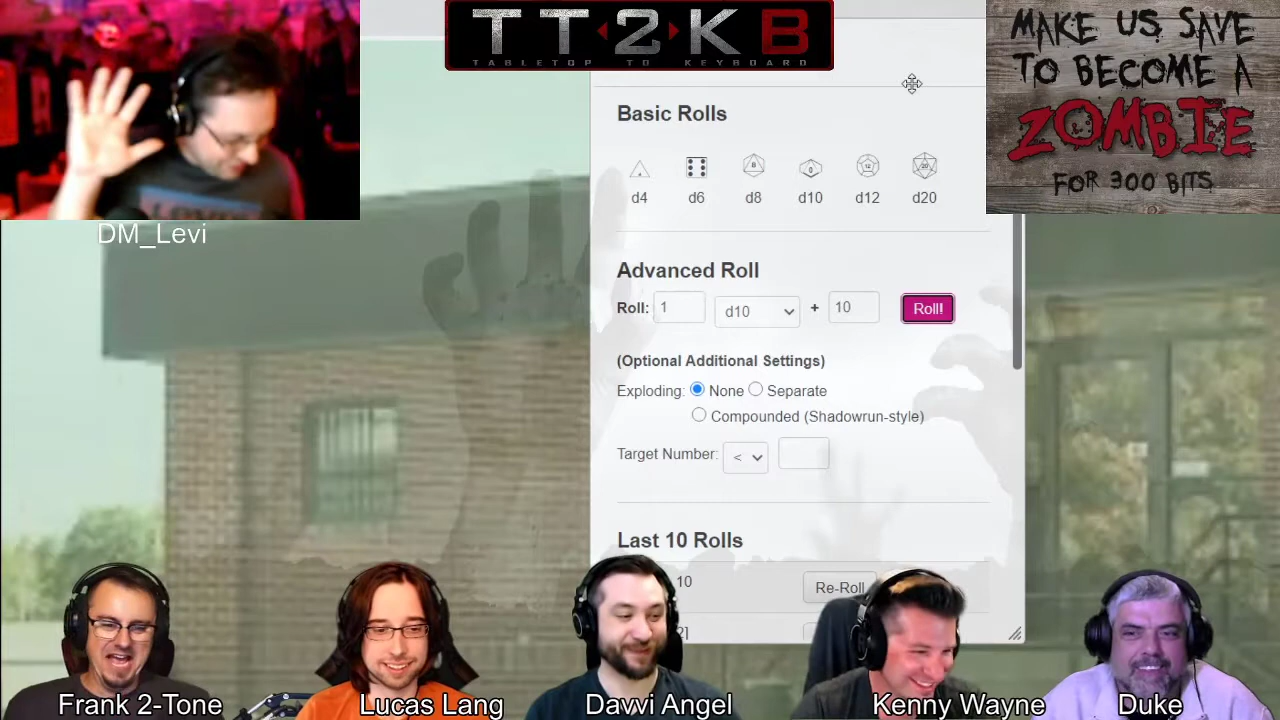 TT2KB
TABLETOP TO KEYBOARD
MAKE US SAVE
TO BECOME A
ZOMBIE
FOR 300 BITS
DM_Levi
Basic Rolls
d4 d6 d8 d10 d12 d20
Advanced Roll
Roll: 1 d10 + 10 Roll!
(Optional Additional Settings)
Exploding: None Separate
Compounded (Shadowrun-style)
Target Number: <
Last 10 Rolls
10 Re-Roll
Frank 2-Tone
Lucas Lang
Davvi Angel
Kenny Wayne
Duke